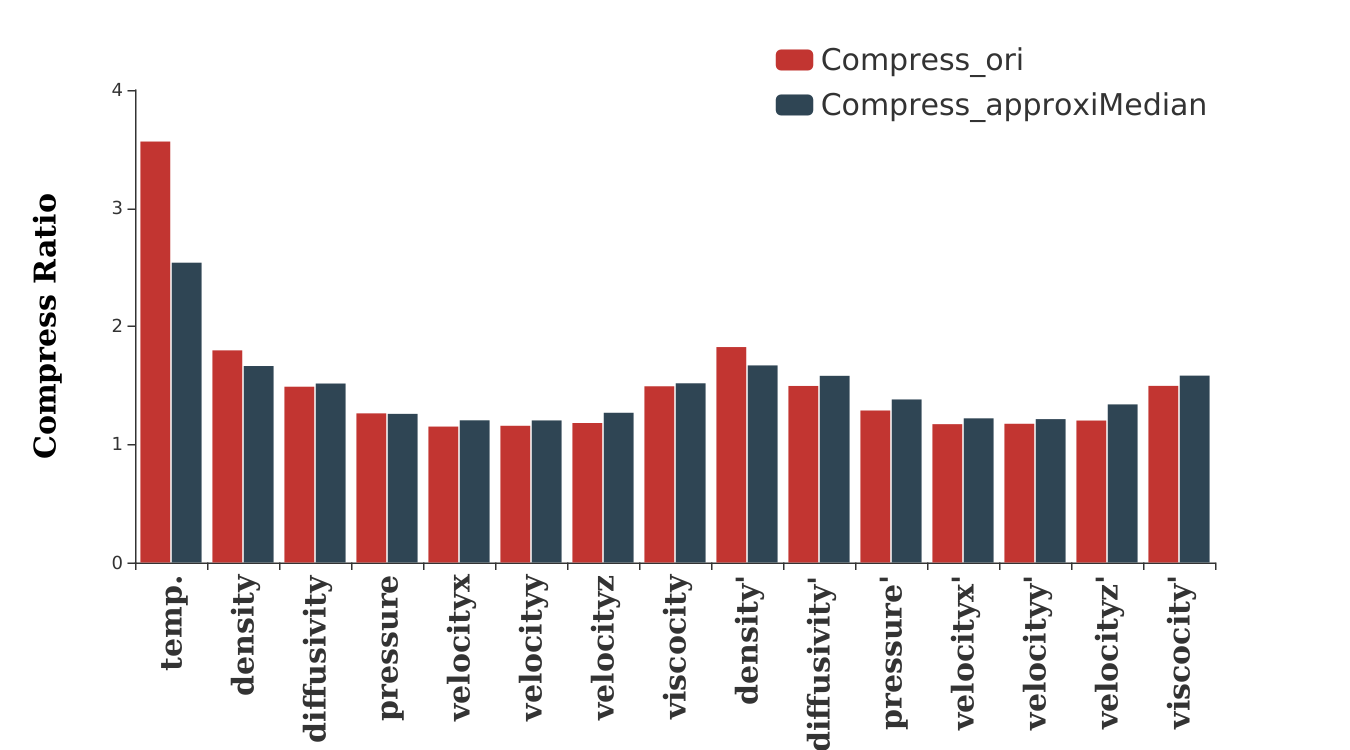 Compress_ori
Compress_approxiMedian
Compress Ratio
4
3
2
1
0
temp.
density
diffusivity
pressure
velocityx
velocityy
velocityz
viscocity
density'
diffusivity'
pressure'
velocityx'
velocityy'
velocityz'
viscocity'